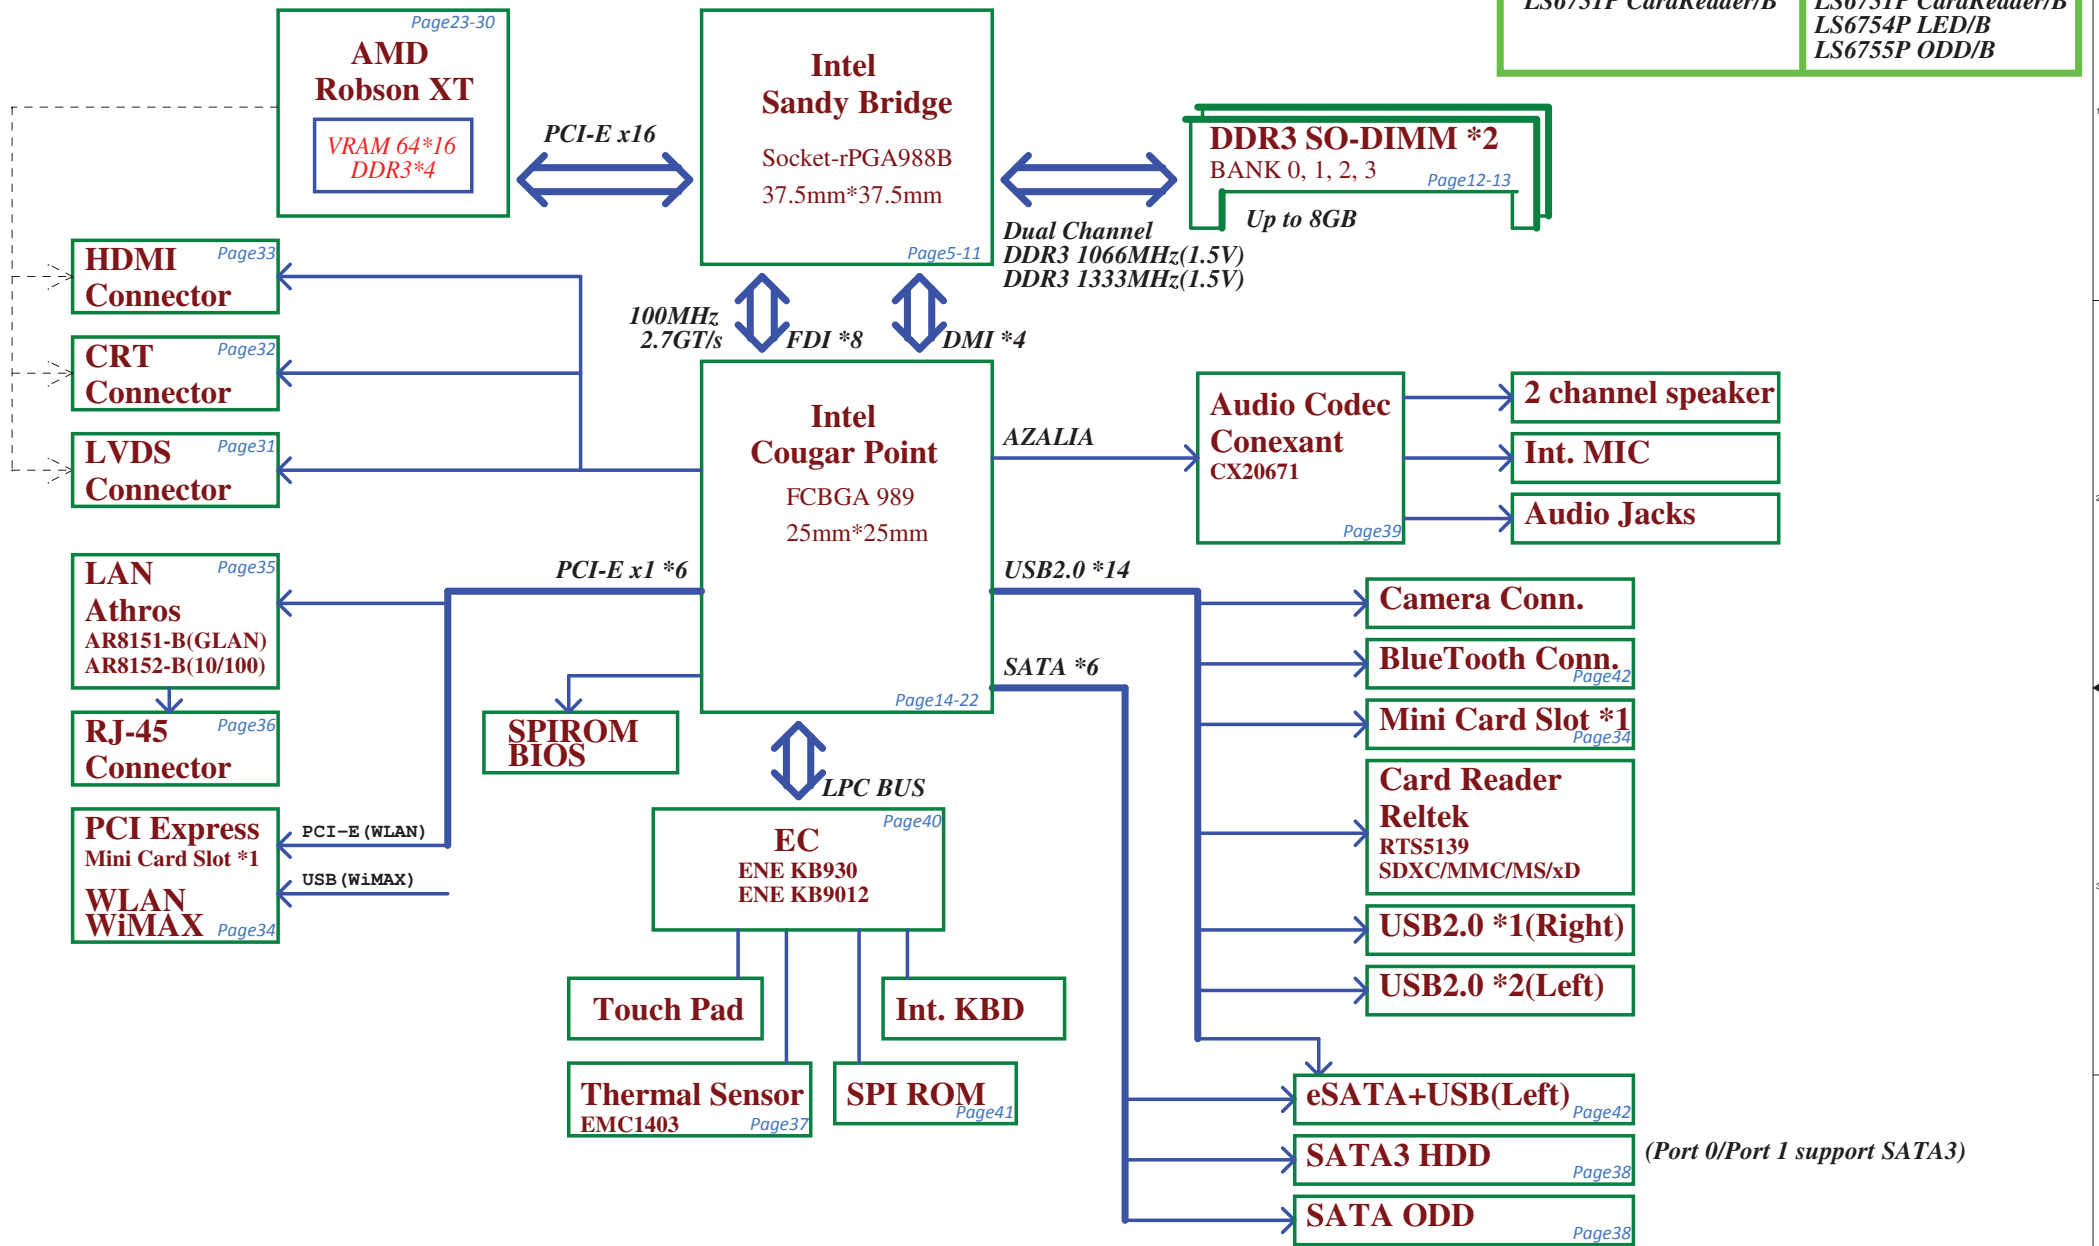 Page23-30
AMD
Robson XT
VRAM 64*16
DDR3*4
PCI-E x16
Intel
Sandy Bridge
Socket-rPGA988B
37.5mm*37.5mm
Page5-11
LS6751P CardReader/B
LS6751P CardReader/B
LS6754P LED/B
LS6755P ODD/B
DDR3 SO-DIMM *2
BANK 0, 1, 2, 3
Page12-13
Up to 8GB
Dual Channel
DDR3 1066MHz(1.5V)
DDR3 1333MHz(1.5V)
HDMI
Connector
Page33
CRT
Connector
Page32
LVDS
Connector
Page31
100MHz
2.7GT/s
FDI *8
DMI *4
Intel
Cougar Point
FCBGA 989
25mm*25mm
Page14-22
AZALIA
Audio Codec
Conexant
CX20671
Page39
2 channel speaker
Int. MIC
Audio Jacks
LAN
Athros
AR8151-B(GLAN)
AR8152-B(10/100)
Page35
RJ-45
Connector
Page36
PCI-E x1 *6
PCI Express
Mini Card Slot *1
WLAN
WiMAX
Page34
PCI-E(WLAN)
USB(WiMAX)
SPIROM
BIOS
LPC BUS
Page40
EC
ENE KB930
ENE KB9012
Touch Pad
Int. KBD
Thermal Sensor
EMC1403
Page37
SPI ROM
Page41
USB2.0 *14
SATA *6
Camera Conn.
BlueTooth Conn.
Page42
Mini Card Slot *1
Page34
Card Reader
Reltek
RTS5139
SDXC/MMC/MS/xD
USB2.0 *1(Right)
USB2.0 *2(Left)
eSATA+USB(Left)
Page42
SATA3 HDD
Page38
(Port 0/Port 1 support SATA3)
SATA ODD
Page38
1
2
3